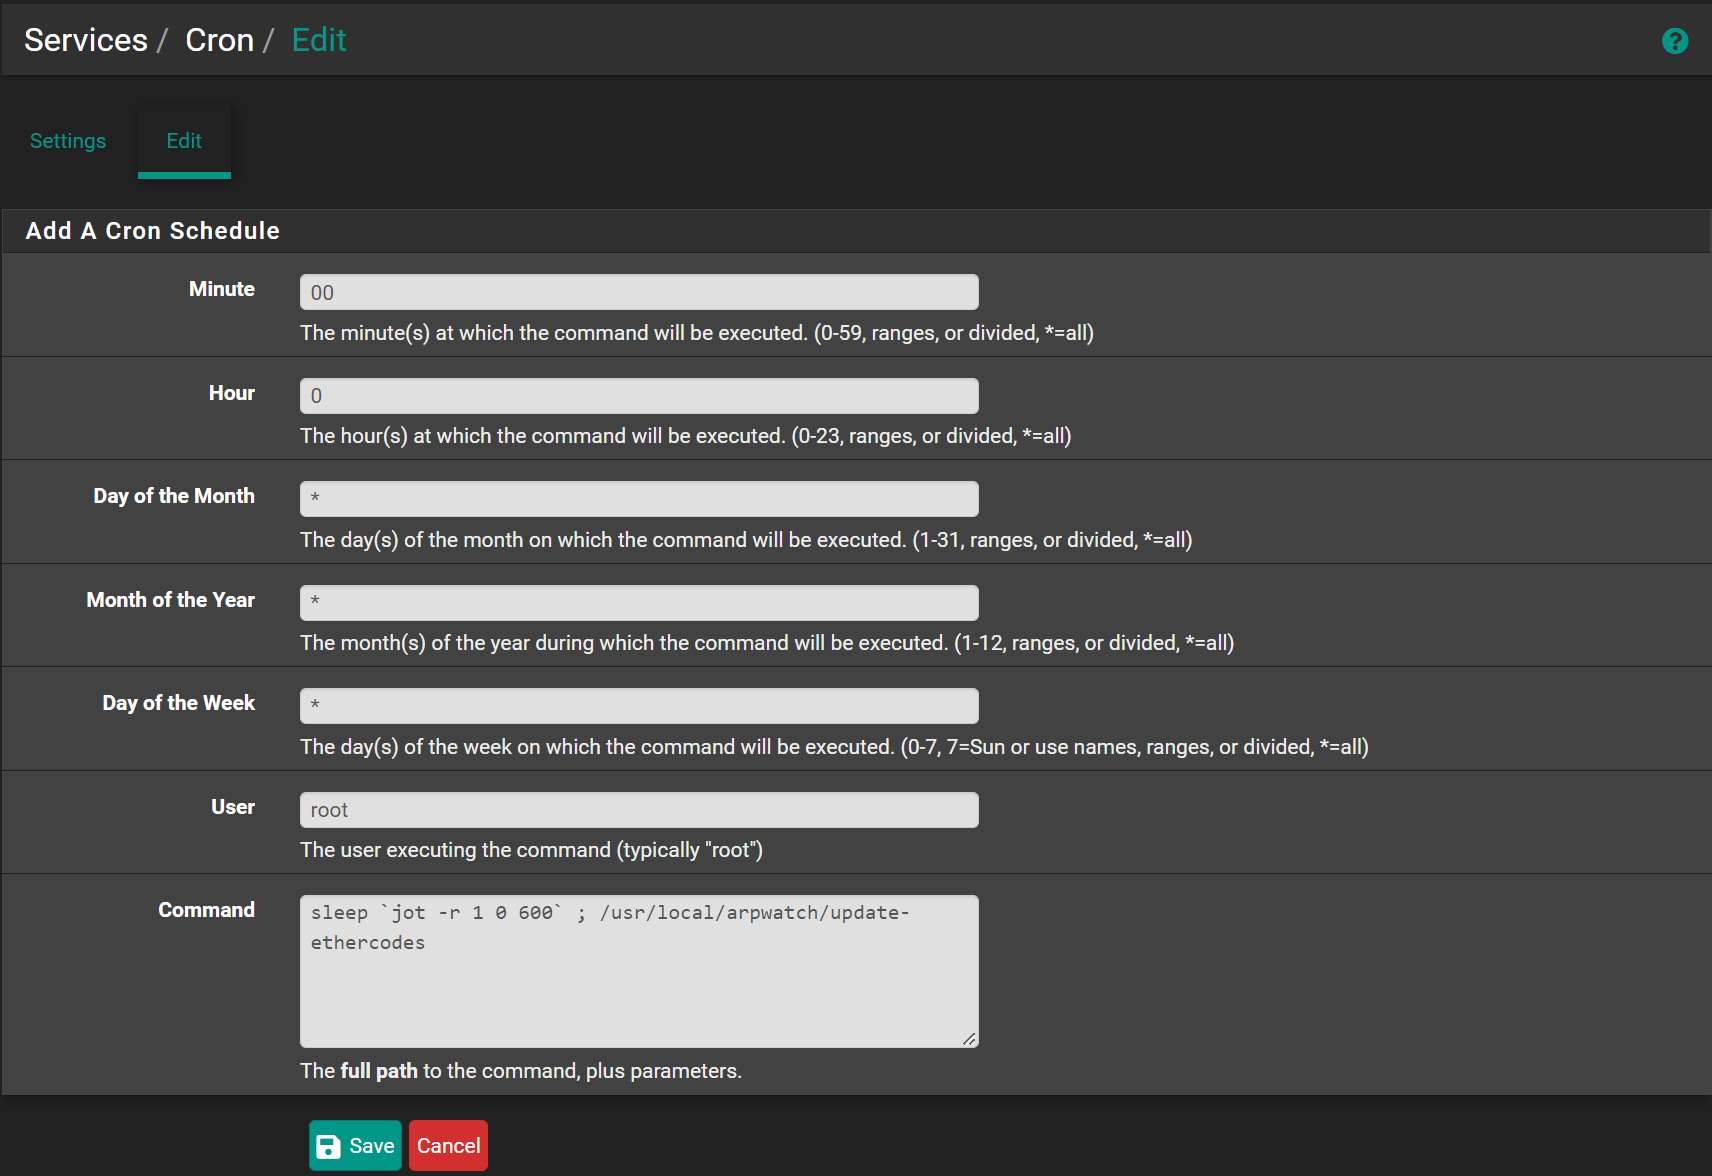 Services / Cron / Edit
Settings
Edit
Add A Cron Schedule
Minute
00
The minute(s) at which the command will be executed. (0-59, ranges, or divided, *=all)
Hour
0
The hour(s) at which the command will be executed. (0-23, ranges, or divided, *=all)
Day of the Month
*
The day(s) of the month on which the command will be executed. (1-31, ranges, or divided, *=all)
Month of the Year
*
The month(s) of the year during which the command will be executed. (1-12, ranges, or divided, *=all)
Day of the Week
*
The day(s) of the week on which the command will be executed. (0-7, 7=Sun or use names, ranges, or divided, *=all)
User
root
The user executing the command (typically "root")
Command
sleep `jot -r 1 0 600` ; /usr/local/arpwatch/update-
ethercodes
The full path to the command, plus parameters.
Save
Cancel